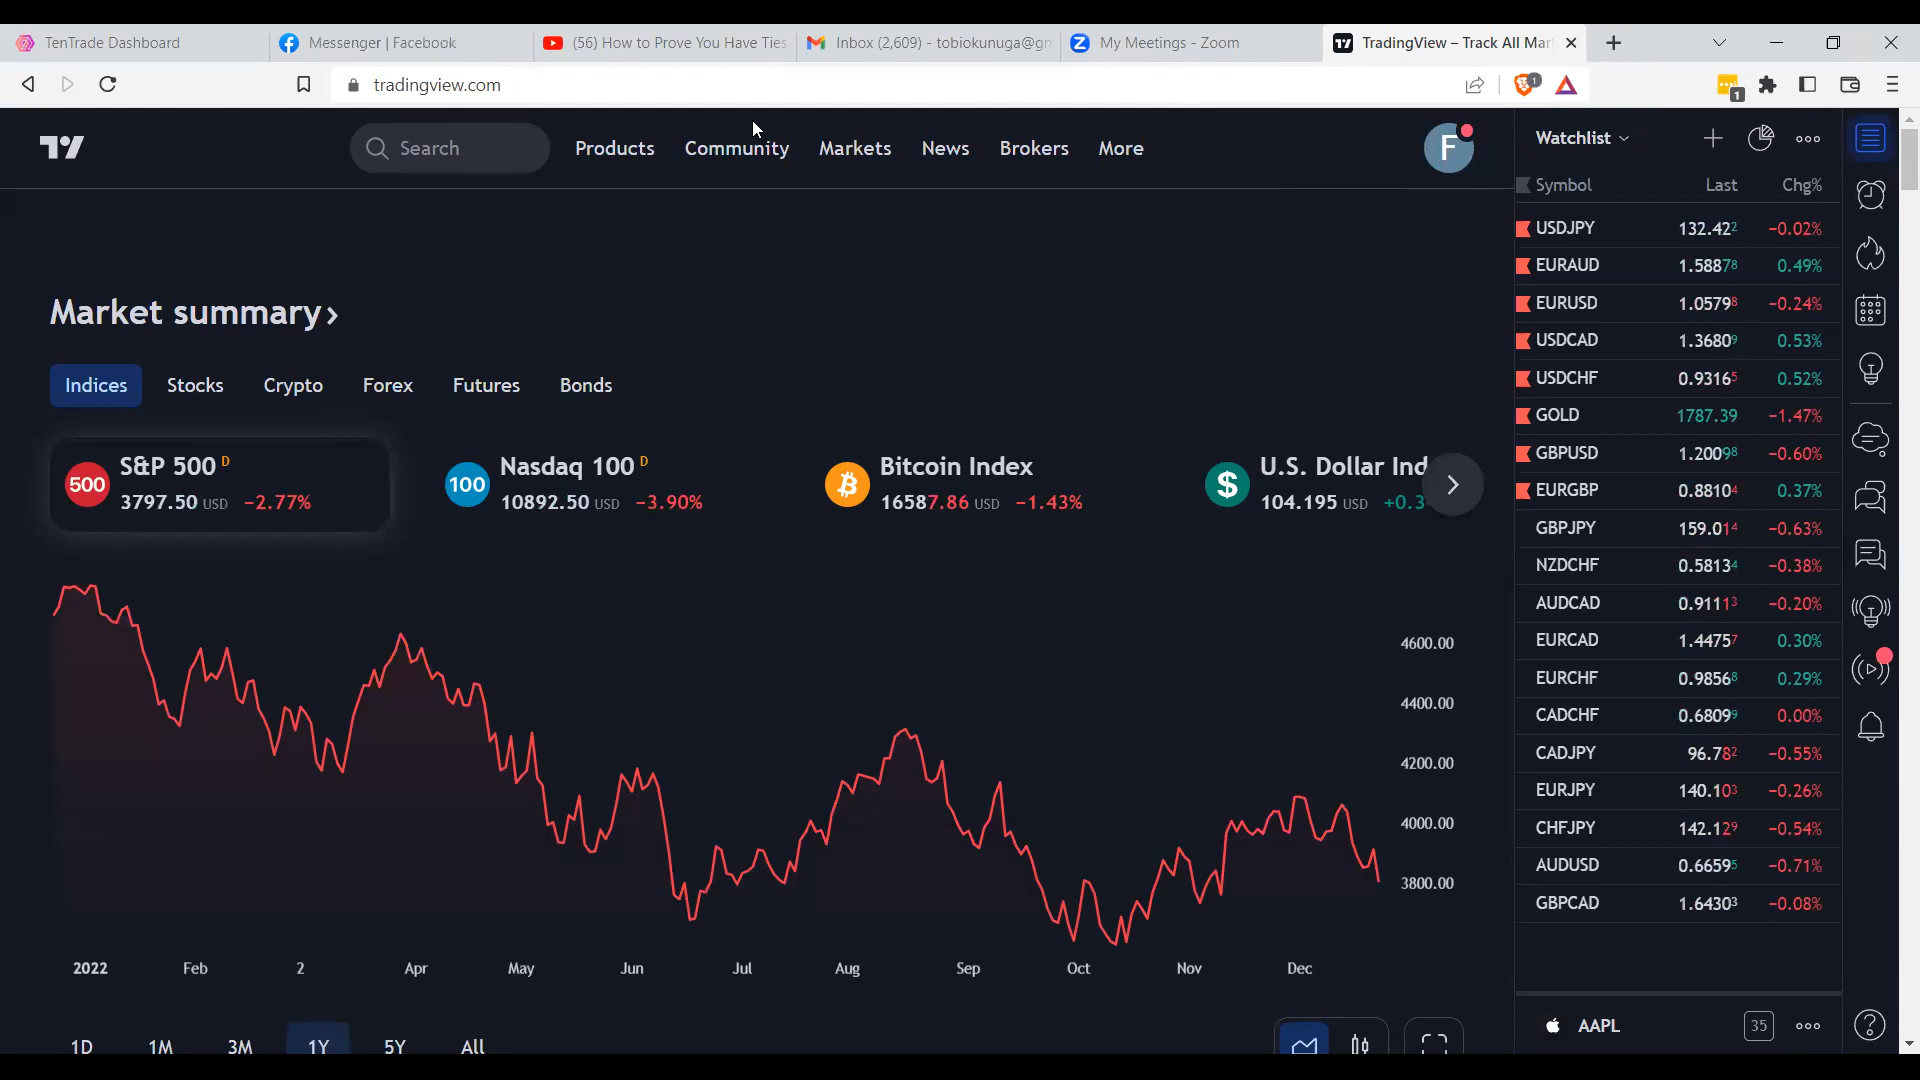 TenTrade Dashboard
Messenger | Facebook
(56) How to Prove You Have Ties
Inbox (2,609) - tobiokunuga@gm
My Meetings - Zoom
TradingView – Track All Mar
tradingview.com
1
1
Search
Products
Community
Markets
News
Brokers
More
F
Market summary
Indices
Stocks
Crypto
Forex
Futures
Bonds
500
S&P 500 D
3797.50 USD −2.77%
100
Nasdaq 100 D
10892.50 USD −3.90%
Bitcoin Index
16587.86 USD −1.43%
$
U.S. Dollar Ind
104.195 USD +0.3
4600.00
4400.00
4200.00
4000.00
3800.00
2022 Feb 2 Apr May Jun Jul Aug Sep Oct Nov Dec
1D 1M 3M 1Y 5Y All
Watchlist
Symbol Last Chg%
USDJPY 132.422 −0.02%
EURAUD 1.58878 0.49%
EURUSD 1.05798 −0.24%
USDCAD 1.36809 0.53%
USDCHF 0.93165 0.52%
GOLD 1787.39 −1.47%
GBPUSD 1.20098 −0.60%
EURGBP 0.88104 0.37%
GBPJPY 159.014 −0.63%
NZDCHF 0.58134 −0.38%
AUDCAD 0.91113 −0.20%
EURCAD 1.44757 0.30%
EURCHF 0.98568 0.29%
CADCHF 0.68099 0.00%
CADJPY 96.782 −0.55%
EURJPY 140.103 −0.26%
CHFJPY 142.129 −0.54%
AUDUSD 0.66595 −0.71%
GBPCAD 1.64303 −0.08%
AAPL
35